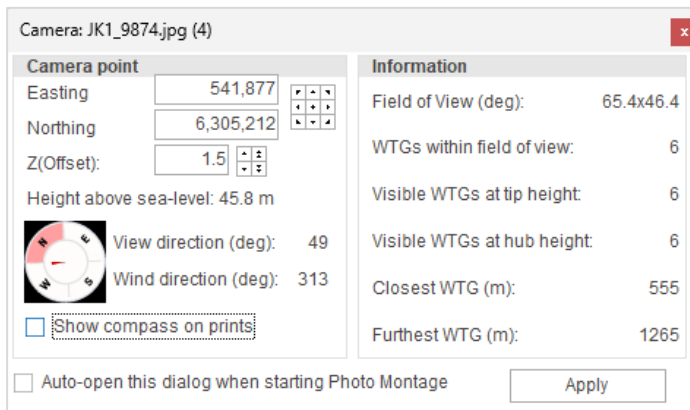 Camera: JK1_9874.jpg (4)
x
Camera point
Easting 541,877
Northing 6,305,212
Z(Offset): 1.5
Height above sea-level: 45.8 m
N E S W
View direction (deg): 49
Wind direction (deg): 313
Show compass on prints
Information
Field of View (deg): 65.4x46.4
WTGs within field of view: 6
Visible WTGs at tip height: 6
Visible WTGs at hub height: 6
Closest WTG (m): 555
Furthest WTG (m): 1265
Auto-open this dialog when starting Photo Montage
Apply